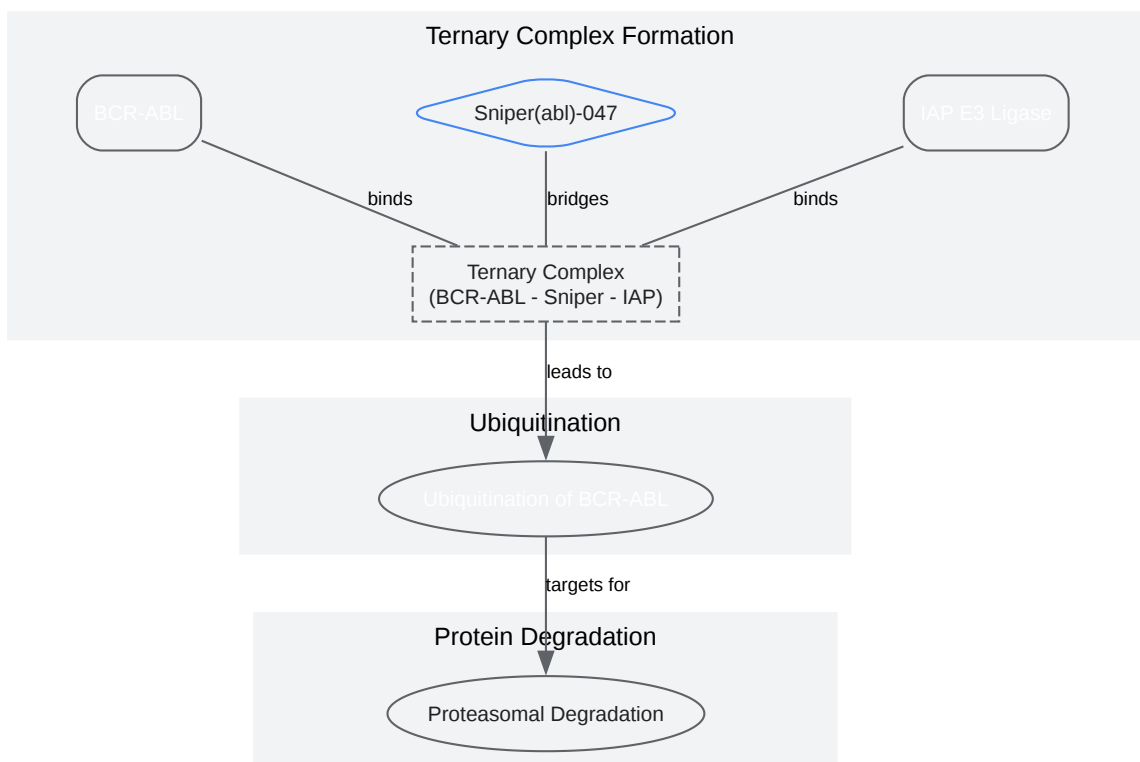 Ternary Complex Formation
BCR-ABL
Sniper(abl)-047
IAP E3 Ligase
binds
bridges
binds
Ternary Complex
(BCR-ABL - Sniper - IAP)
leads to
Ubiquitination
Ubiquitination of BCR-ABL
targets for
Protein Degradation
Proteasomal Degradation